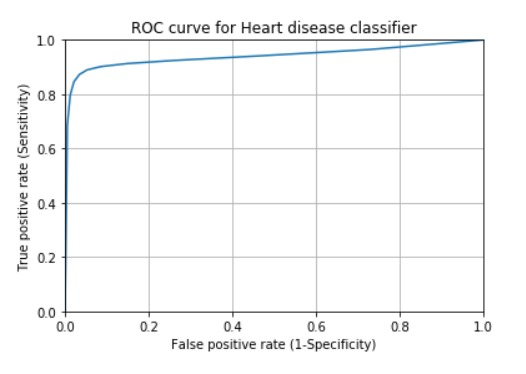 ROC curve for Heart disease classifier
1.0
0.8
0.6
0.4
0.2
0.0
True positive rate (Sensitivity)
0.0 0.2 0.4 0.6 0.8 1.0
False positive rate (1-Specificity)